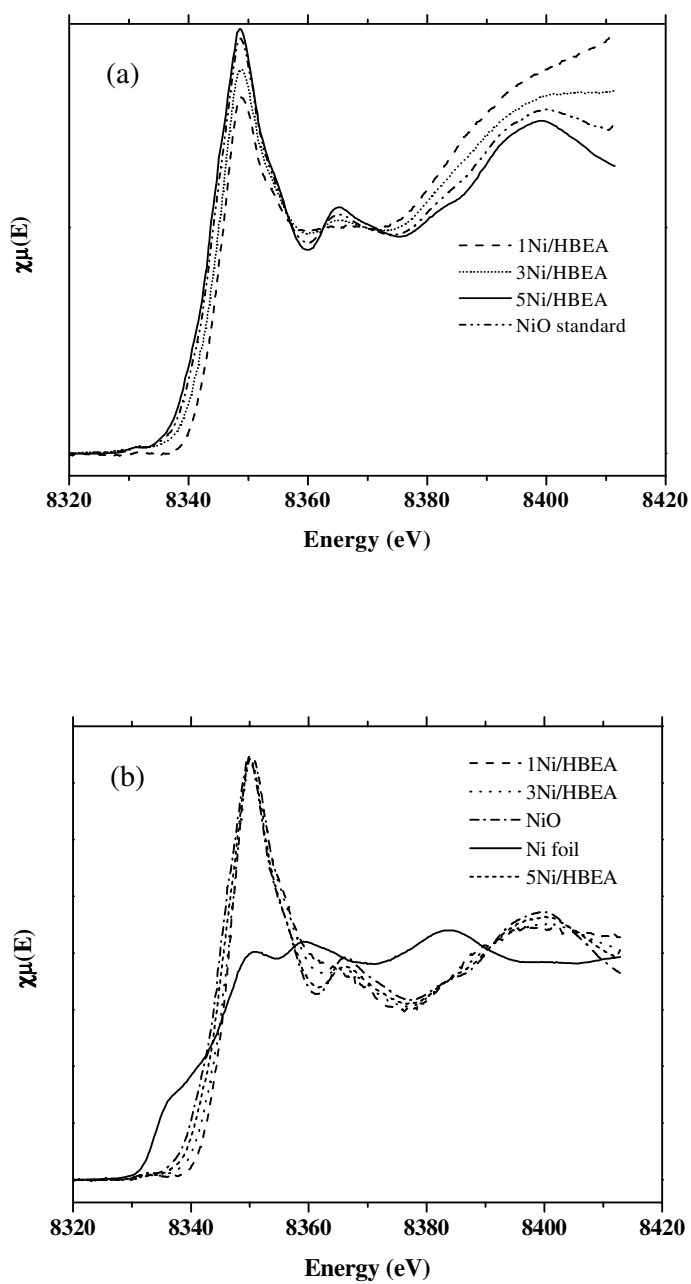 (a)
χμ(E)
1Ni/HBEA
3Ni/HBEA
5Ni/HBEA
NiO standard
8320 8340 8360 8380 8400 8420
Energy (eV)
(b)
χμ(E)
1Ni/HBEA
3Ni/HBEA
NiO
Ni foil
5Ni/HBEA
8320 8340 8360 8380 8400 8420
Energy (eV)